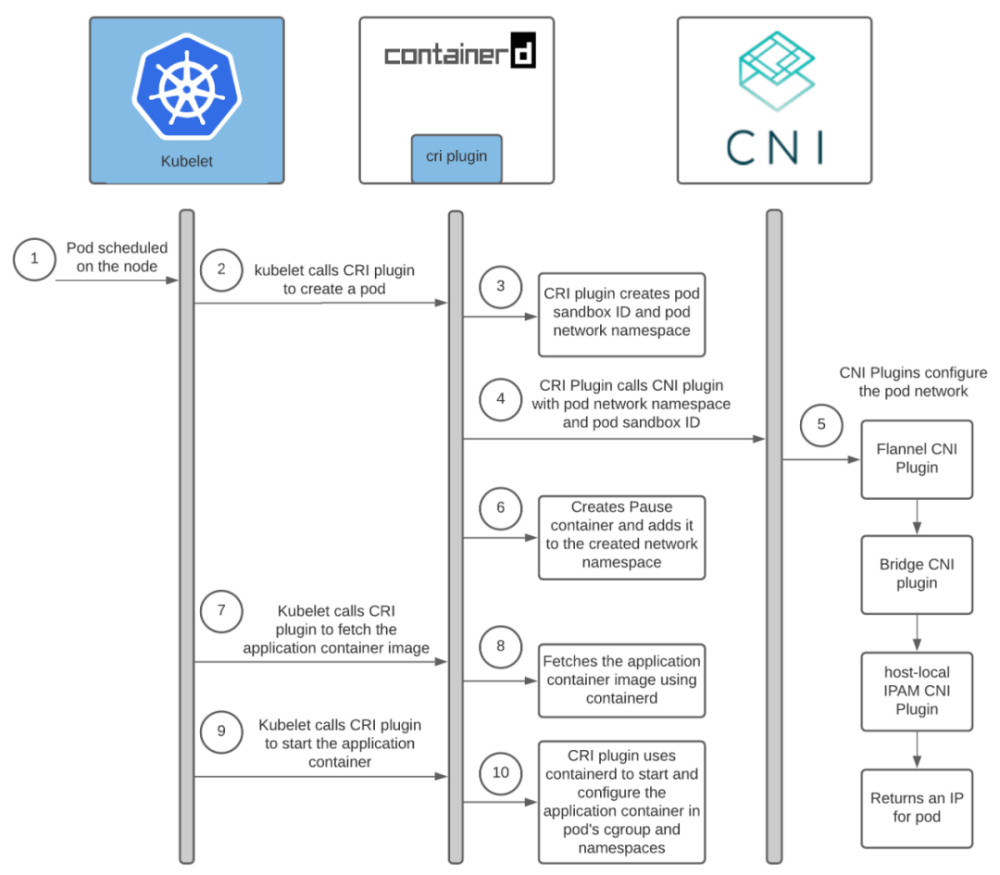 containerd
CNI
Kubelet
cri plugin
1
Pod scheduled
on the node
2
kubelet calls CRI plugin
to create a pod
3
CRI plugin creates pod
sandbox ID and pod
network namespace
4
CRI Plugin calls CNI plugin
with pod network namespace
and pod sandbox ID
CNI Plugins configure
the pod network
5
Flannel CNI
Plugin
6
Creates Pause
container and adds it
to the created network
namespace
Bridge CNI
plugin
7
Kubelet calls CRI
plugin to fetch the
application container image
8
Fetches the application
container image using
containerd
host-local
IPAM CNI
Plugin
9
Kubelet calls CRI plugin
to start the application
container
10
CRI plugin uses
containerd to start and
configure the
application container in
pod's cgroup and
namespaces
Returns an IP
for pod